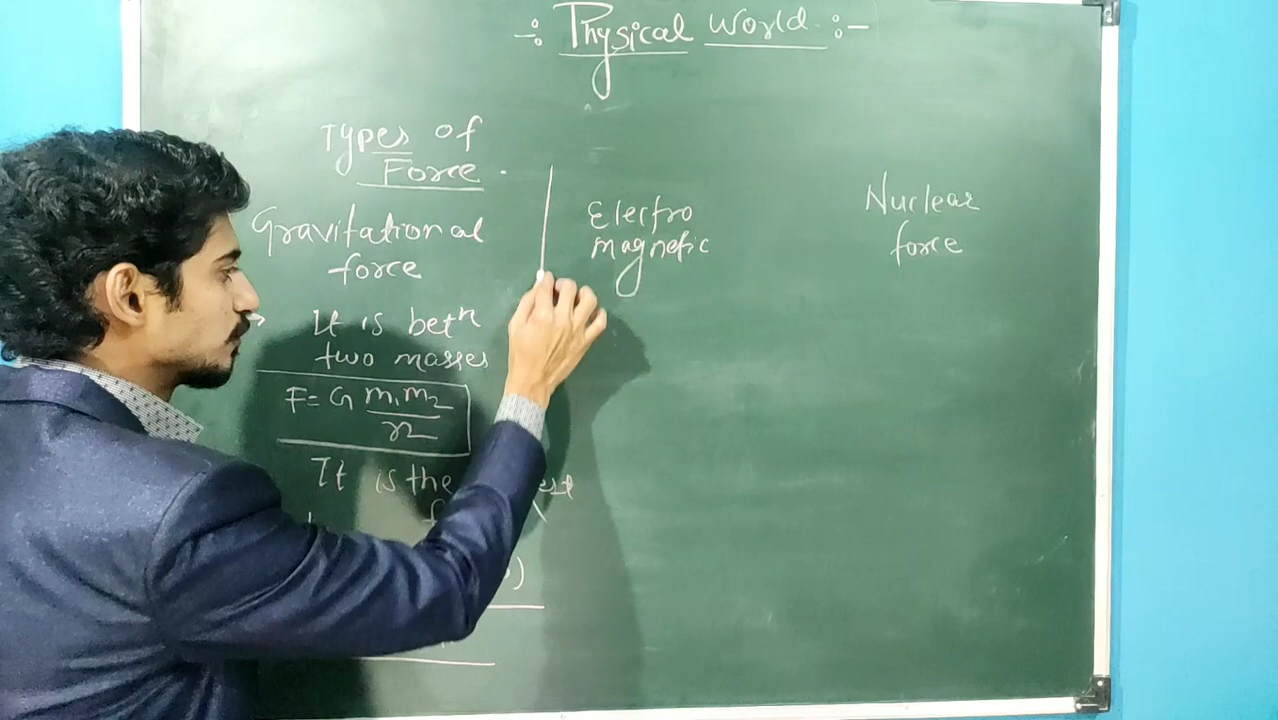 -: Physical World :-
Types of
Force.
Gravitational
force
→ It is betn
two masses
F = G m1m2
r2
It is the
Electro
magnetic
Nuclear
force